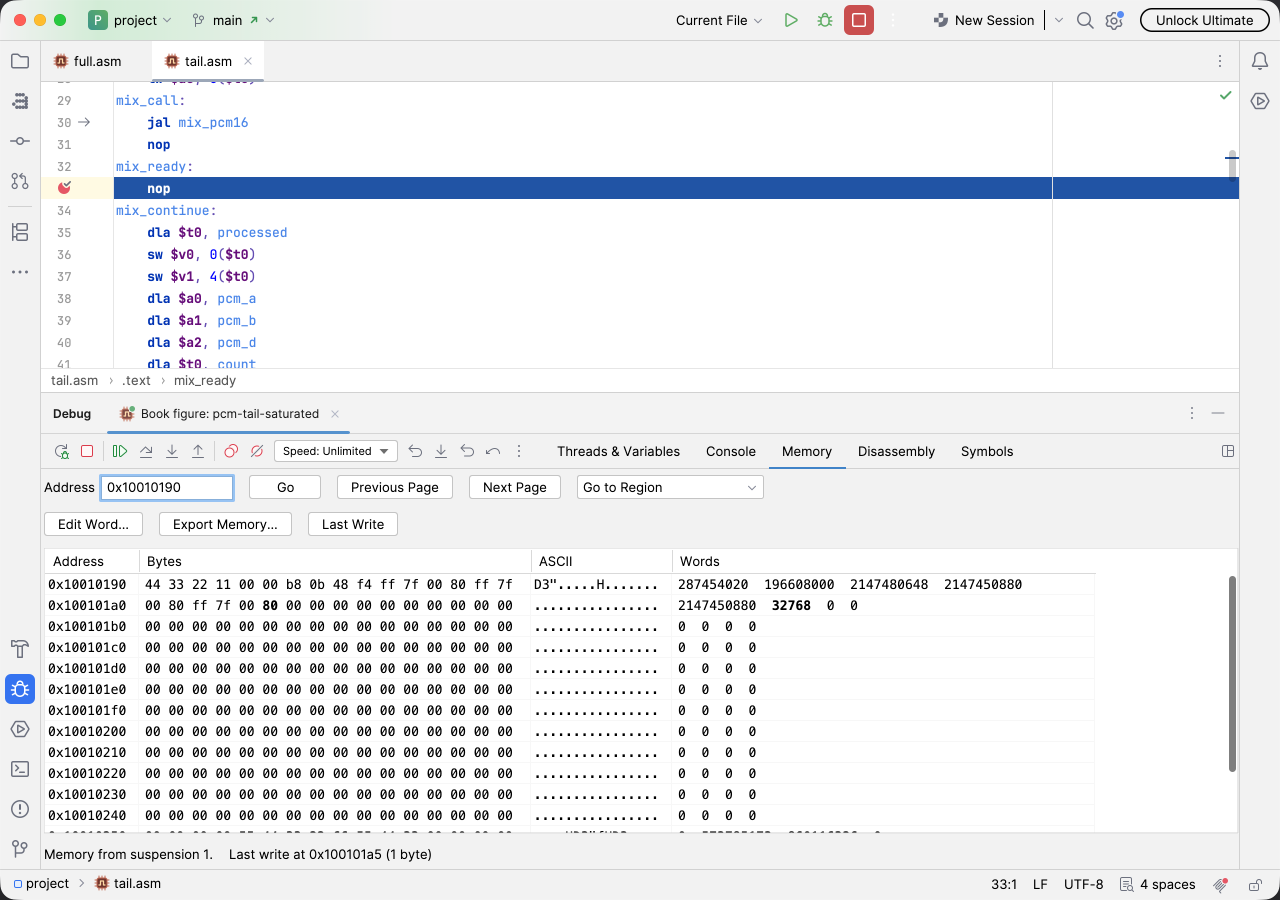 P project main Current File New Session Unlock Ultimate
full.asm tail.asm
29 mix_call:
30 jal mix_pcm16
31 nop
32 mix_ready:
nop
34 mix_continue:
35 dla $t0, processed
36 sw $v0, 0($t0)
37 sw $v1, 4($t0)
38 dla $a0, pcm_a
39 dla $a1, pcm_b
40 dla $a2, pcm_d
41 dla $t0, count
tail.asm › .text › mix_ready
Debug Book figure: pcm-tail-saturated
Speed: Unlimited Threads & Variables Console Memory Disassembly Symbols
Address 0x10010190 Go Previous Page Next Page Go to Region
Edit Word... Export Memory... Last Write
Address Bytes ASCII Words
0x10010190 44 33 22 11 00 00 b8 0b 48 f4 ff 7f 00 80 ff 7f D3".....H....... 287454020 196608000 2147480648 2147450880
0x100101a0 00 80 ff 7f 00 80 00 00 00 00 00 00 00 00 00 00 ................ 2147450880 32768 0 0
0x100101b0 00 00 00 00 00 00 00 00 00 00 00 00 00 00 00 00 ................ 0 0 0 0
0x100101c0 00 00 00 00 00 00 00 00 00 00 00 00 00 00 00 00 ................ 0 0 0 0
0x100101d0 00 00 00 00 00 00 00 00 00 00 00 00 00 00 00 00 ................ 0 0 0 0
0x100101e0 00 00 00 00 00 00 00 00 00 00 00 00 00 00 00 00 ................ 0 0 0 0
0x100101f0 00 00 00 00 00 00 00 00 00 00 00 00 00 00 00 00 ................ 0 0 0 0
0x10010200 00 00 00 00 00 00 00 00 00 00 00 00 00 00 00 00 ................ 0 0 0 0
0x10010210 00 00 00 00 00 00 00 00 00 00 00 00 00 00 00 00 ................ 0 0 0 0
0x10010220 00 00 00 00 00 00 00 00 00 00 00 00 00 00 00 00 ................ 0 0 0 0
0x10010230 00 00 00 00 00 00 00 00 00 00 00 00 00 00 00 00 ................ 0 0 0 0
0x10010240 00 00 00 00 00 00 00 00 00 00 00 00 00 00 00 00 ................ 0 0 0 0
Memory from suspension 1. Last write at 0x100101a5 (1 byte)
project › tail.asm 33:1 LF UTF-8 4 spaces